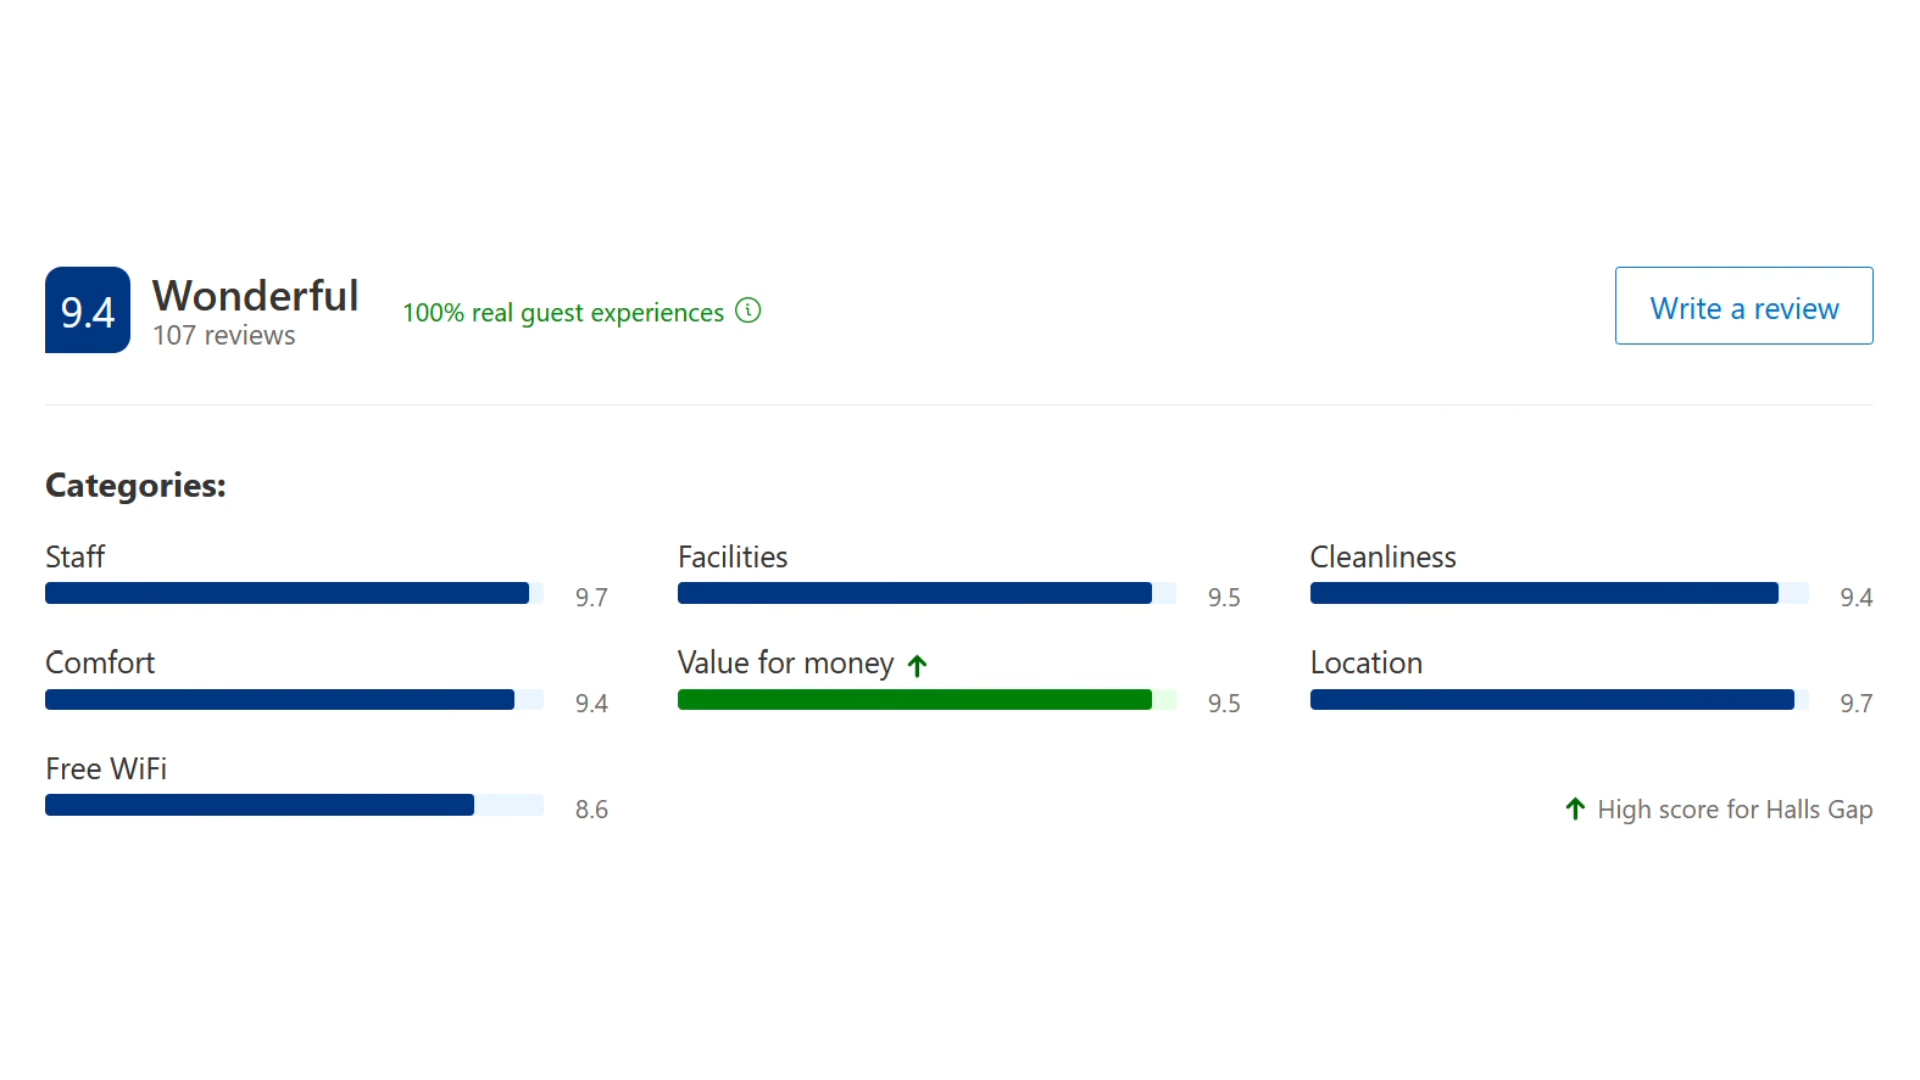 9.4
Wonderful
107 reviews
100% real guest experiences
Write a review
Categories:
Staff
9.7
Facilities
9.5
Cleanliness
9.4
Comfort
9.4
Value for money
9.5
Location
9.7
Free WiFi
8.6
High score for Halls Gap